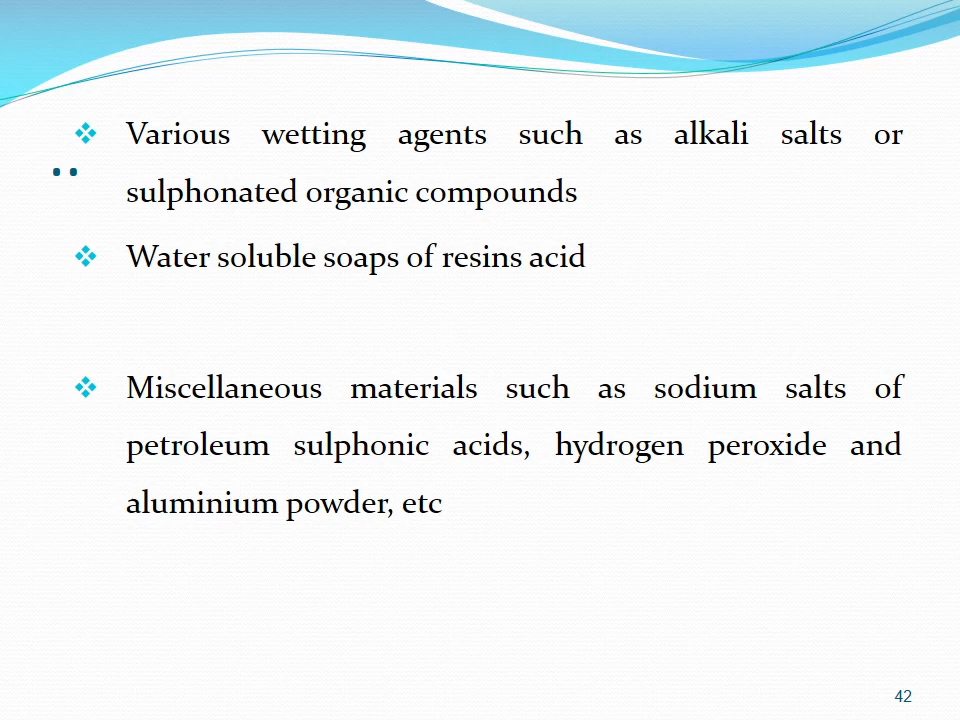 ..
Various wetting agents such as alkali salts or
sulphonated organic compounds
Water soluble soaps of resins acid
Miscellaneous materials such as sodium salts of
petroleum sulphonic acids, hydrogen peroxide and
aluminium powder, etc
42